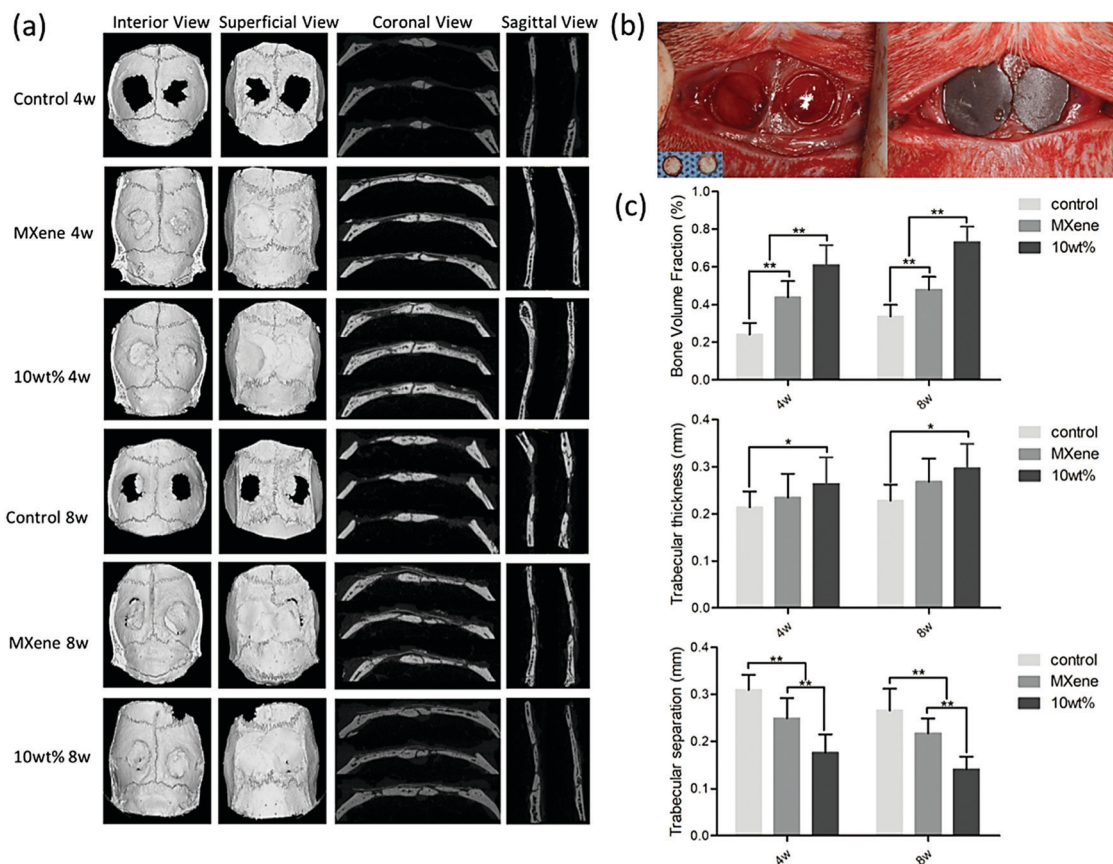 (a)
Interior View Superficial View Coronal View Sagittal View
Control 4w
MXene 4w
10wt% 4w
Control 8w
MXene 8w
10wt% 8w
(b)
(c)
Bone Volume Fraction (%)
1.0
0.8
0.6
0.4
0.2
0.0
** ** ** **
4w 8w
control
MXene
10wt%
Trabecular thickness (mm)
0.4
0.3
0.2
0.1
0.0
* *
4w 8w
control
MXene
10wt%
Trabecular separation (mm)
0.4
0.3
0.2
0.1
0.0
** ** ** **
4w 8w
control
MXene
10wt%